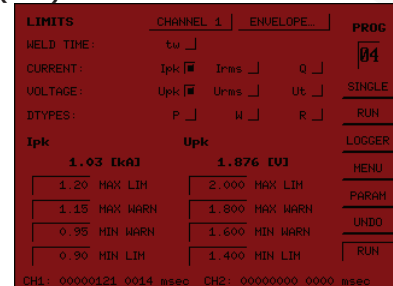 LIMITS CHANNEL 1 ENVELOPE.. PROG
WELD TIME: tw 04
CURRENT: Ipk Irms Q
VOLTAGE: Upk Urms Ut SINGLE
DTYPES: P W R RUN
Ipk Upk LOGGER
1.03 [kA] 1.876 [V] MENU
1.20 MAX LIM 2.000 MAX LIM PARAM
1.15 MAX WARN 1.800 MAX WARN UNDO
0.95 MIN WARN 1.600 MIN WARN
0.90 MIN LIM 1.400 MIN LIM RUN
CH1: 00000121 0014 msec CH2: 00000000 0000 msec